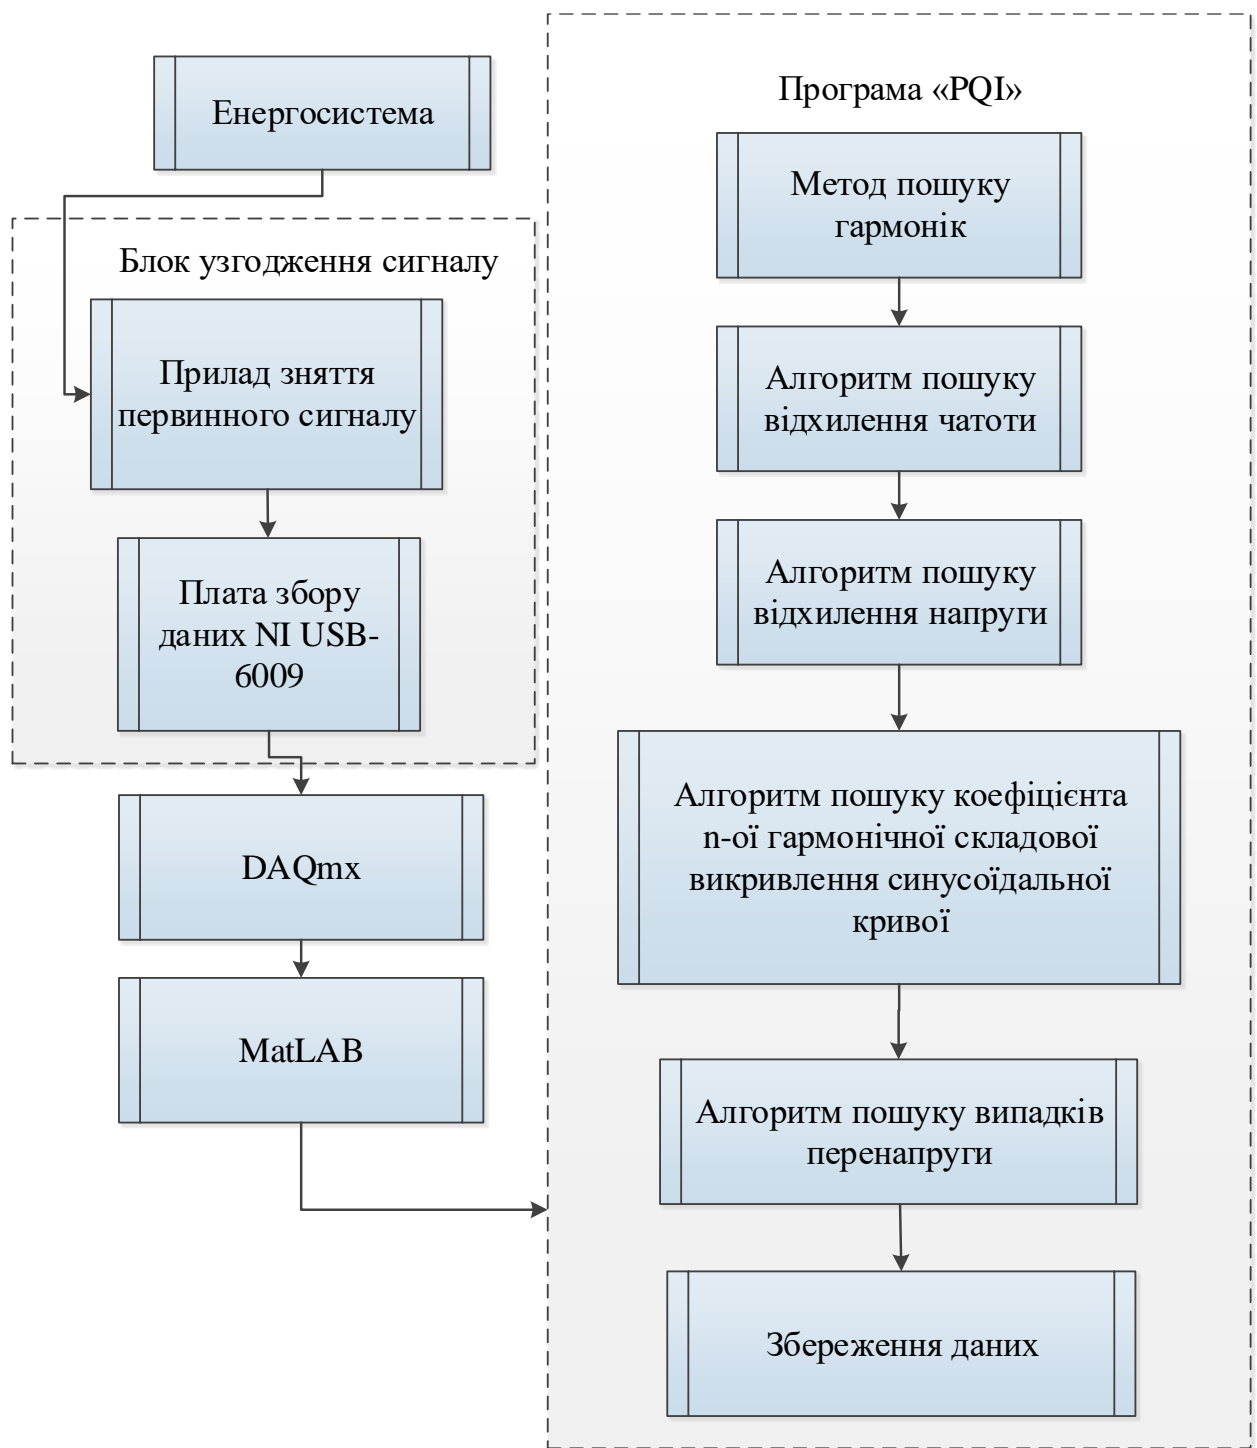 Енергосистема
Блок узгодження сигналу
Прилад зняття
первинного сигналу
Плата збору
даних NI USB-
6009
DAQmx
MatLAB
Програма «PQI»
Метод пошуку
гармонік
Алгоритм пошуку
відхилення чатоти
Алгоритм пошуку
відхилення напруги
Алгоритм пошуку коефіцієнта
n-ої гармонічної складової
викривлення синусоїдальної
кривої
Алгоритм пошуку випадків
перенапруги
Збереження даних